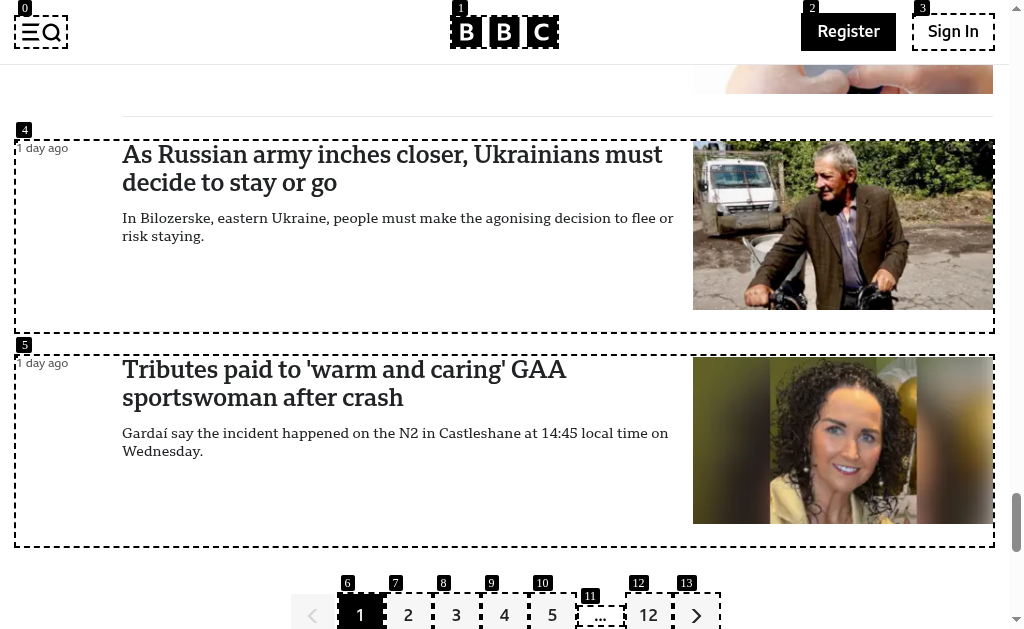 0
1
2
3
BBC
Register
Sign In
4
1 day ago
As Russian army inches closer, Ukrainians must
decide to stay or go
In Bilozerske, eastern Ukraine, people must make the agonising decision to flee or
risk staying.
5
1 day ago
Tributes paid to 'warm and caring' GAA
sportswoman after crash
Gardaí say the incident happened on the N2 in Castleshane at 14:45 local time on
Wednesday.
6
7
8
9
10
11
12
13
1
2
3
4
5
...
12